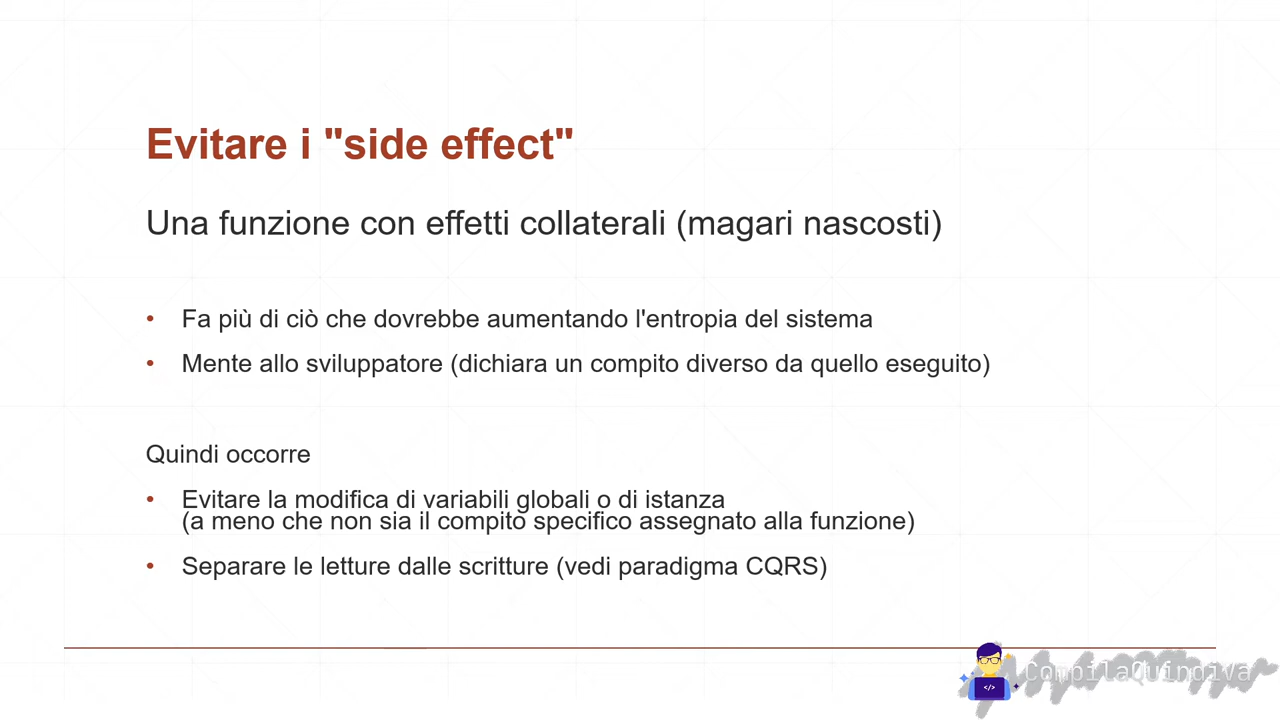 Evitare i "side effect"
Una funzione con effetti collaterali (magari nascosti)
• Fa più di ciò che dovrebbe aumentando l'entropia del sistema
• Mente allo sviluppatore (dichiara un compito diverso da quello eseguito)
Quindi occorre
• Evitare la modifica di variabili globali o di istanza
(a meno che non sia il compito specifico assegnato alla funzione)
• Separare le letture dalle scritture (vedi paradigma CQRS)
</> CompilaQuindiVa